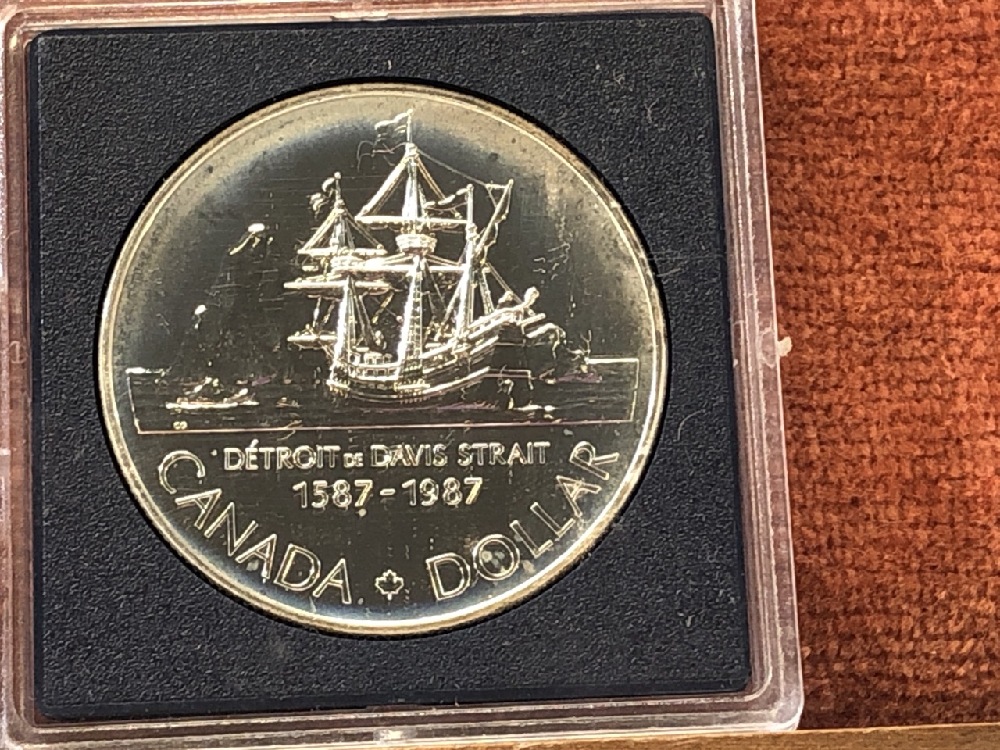 DÉTROIT DE DAVIS STRAIT
1587-1987
CANADA DOLLAR